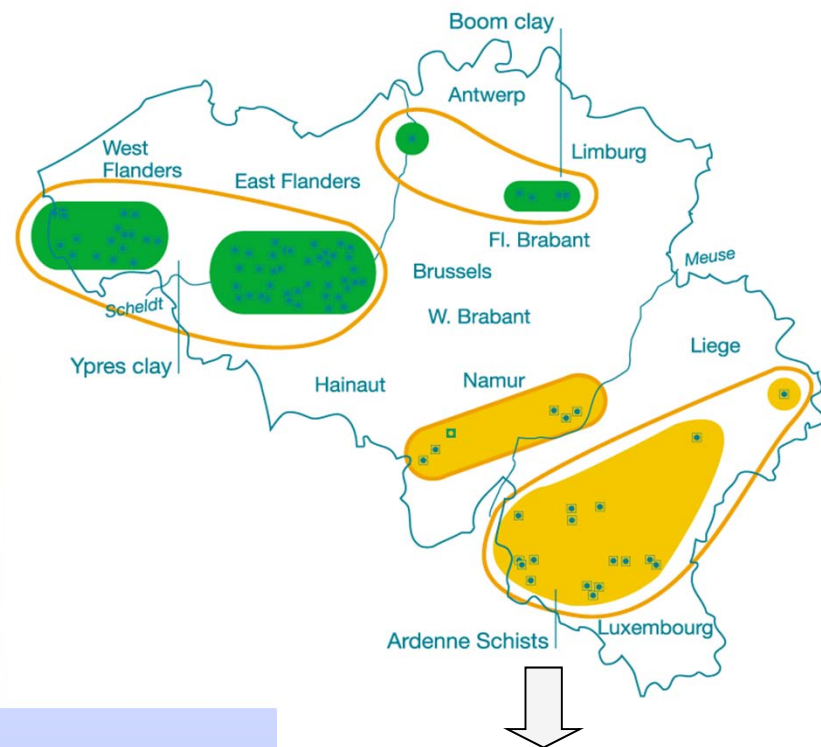 Boom clay
Antwerp
West
Flanders
Limburg
East Flanders
Fl. Brabant
Meuse
Brussels
Scheldt
W. Brabant
Liege
Ypres clay
Hainaut
Namur
Luxembourg
Ardenne Schists